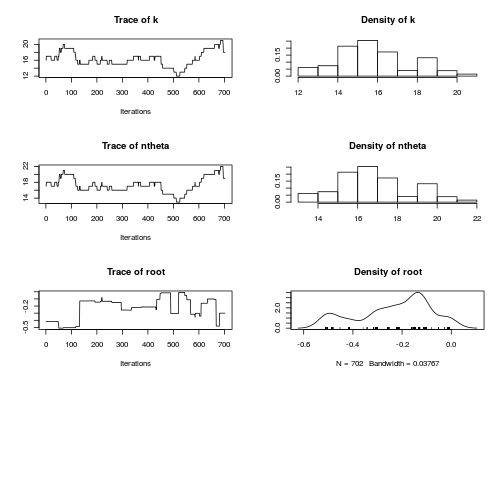 Trace of k
20
16
12
0 100 200 300 400 500 600 700
Iterations
Density of k
0.15
0.00
12 14 16 18 20
Trace of ntheta
22
18
14
0 100 200 300 400 500 600 700
Iterations
Density of ntheta
0.15
0.00
14 16 18 20 22
Trace of root
-0.2
-0.5
0 100 200 300 400 500 600 700
Iterations
Density of root
2.0
0.0
-0.6 -0.4 -0.2 0.0
N = 702 Bandwidth = 0.03767